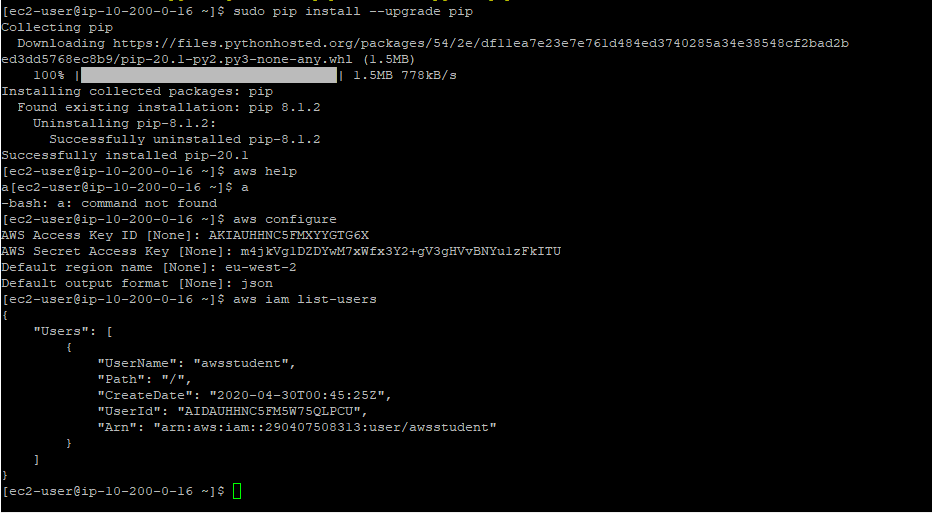 [ec2-user@ip-10-200-0-16 ~]$ sudo pip install --upgrade pip
Collecting pip
Downloading https://files.pythonhosted.org/packages/54/2e/df11ea7e23e7e761d484ed3740285a34e38548cf2bad2b
ed3dd5768ec8b9/pip-20.1-py2.py3-none-any.whl (1.5MB)
100% | | 1.5MB 778kB/s
Installing collected packages: pip
Found existing installation: pip 8.1.2
Uninstalling pip-8.1.2:
Successfully uninstalled pip-8.1.2
Successfully installed pip-20.1
[ec2-user@ip-10-200-0-16 ~]$ aws help
a[ec2-user@ip-10-200-0-16 ~]$ a
-bash: a: command not found
[ec2-user@ip-10-200-0-16 ~]$ aws configure
AWS Access Key ID [None]: AKIAUHHNC5FMXYYGTG6X
AWS Secret Access Key [None]:
Default region name [None]: eu-west-2
Default output format [None]: json
[ec2-user@ip-10-200-0-16 ~]$ aws iam list-users
{
"Users": [
{
"UserName": "awsstudent",
"Path": "/",
"CreateDate": "2020-04-30T00:45:25Z",
"UserId": "AIDAUHHNC5FM5W75QLPCU",
"Arn": "arn:aws:iam::290407508313:user/awsstudent"
}
]
}
[ec2-user@ip-10-200-0-16 ~]$